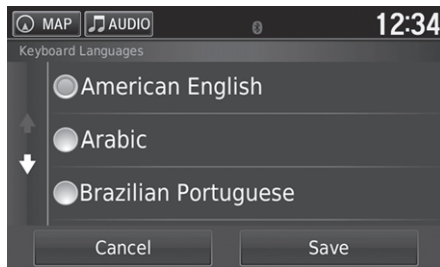 MAP AUDIO 12:34
Keyboard Languages
American English
Arabic
Brazilian Portuguese
Cancel Save